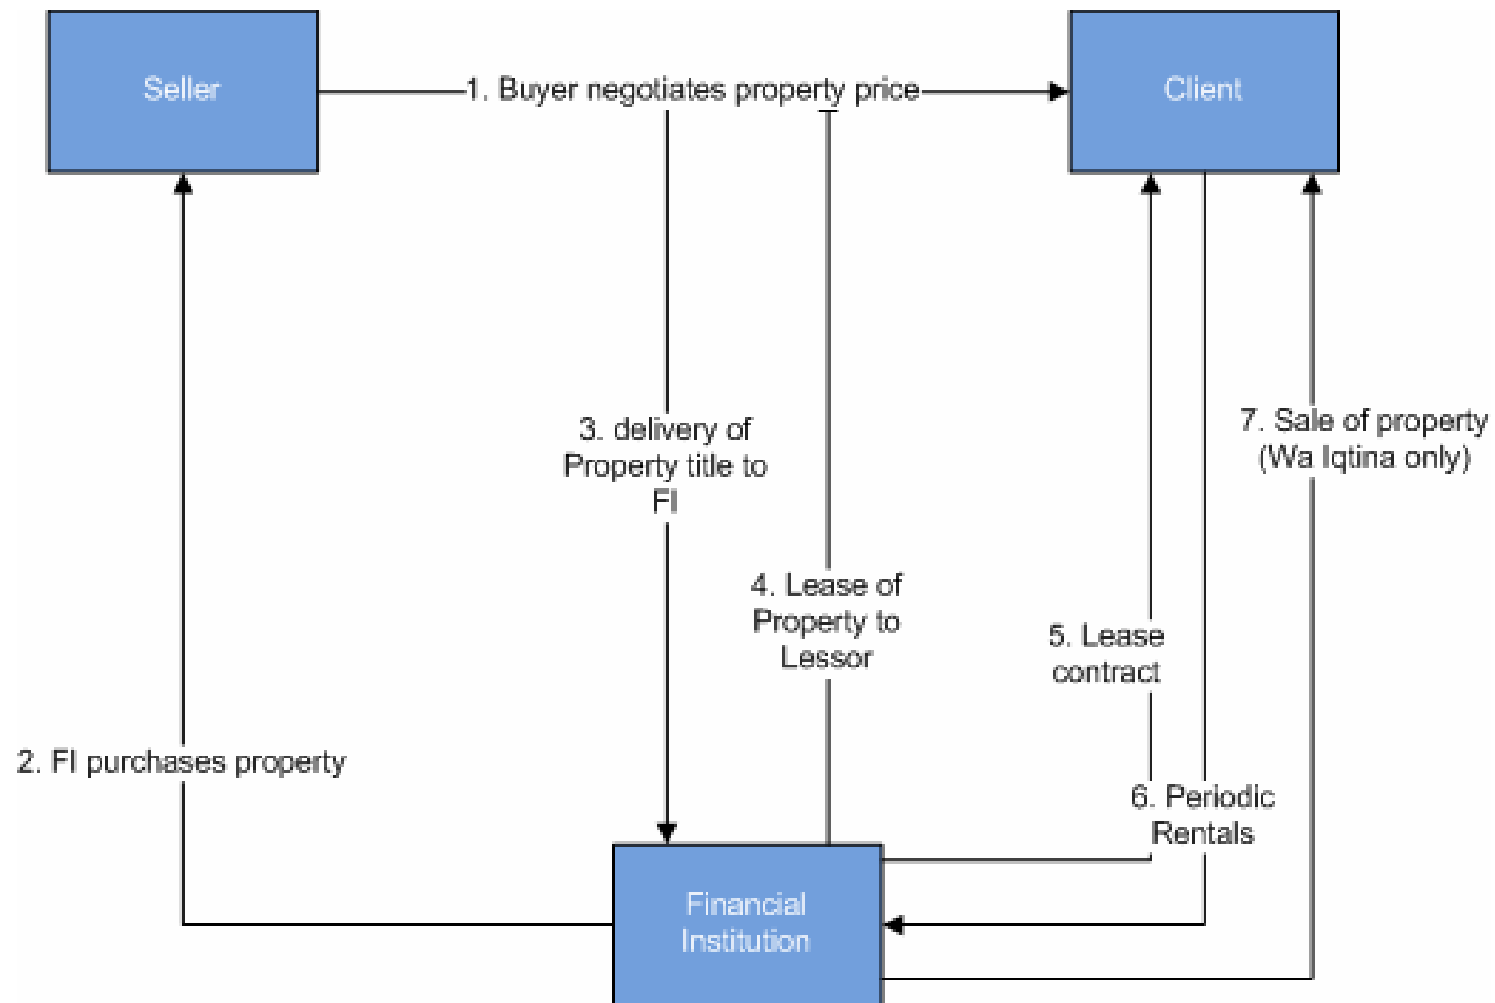 Seller
1. Buyer negotiates property price
Client
3. delivery of
Property title to
FI
7. Sale of property
(Wa Iqtina only)
4. Lease of
Property to
Lessor
5. Lease
contract
2. FI purchases property
6. Periodic
Rentals
Financial
Institution